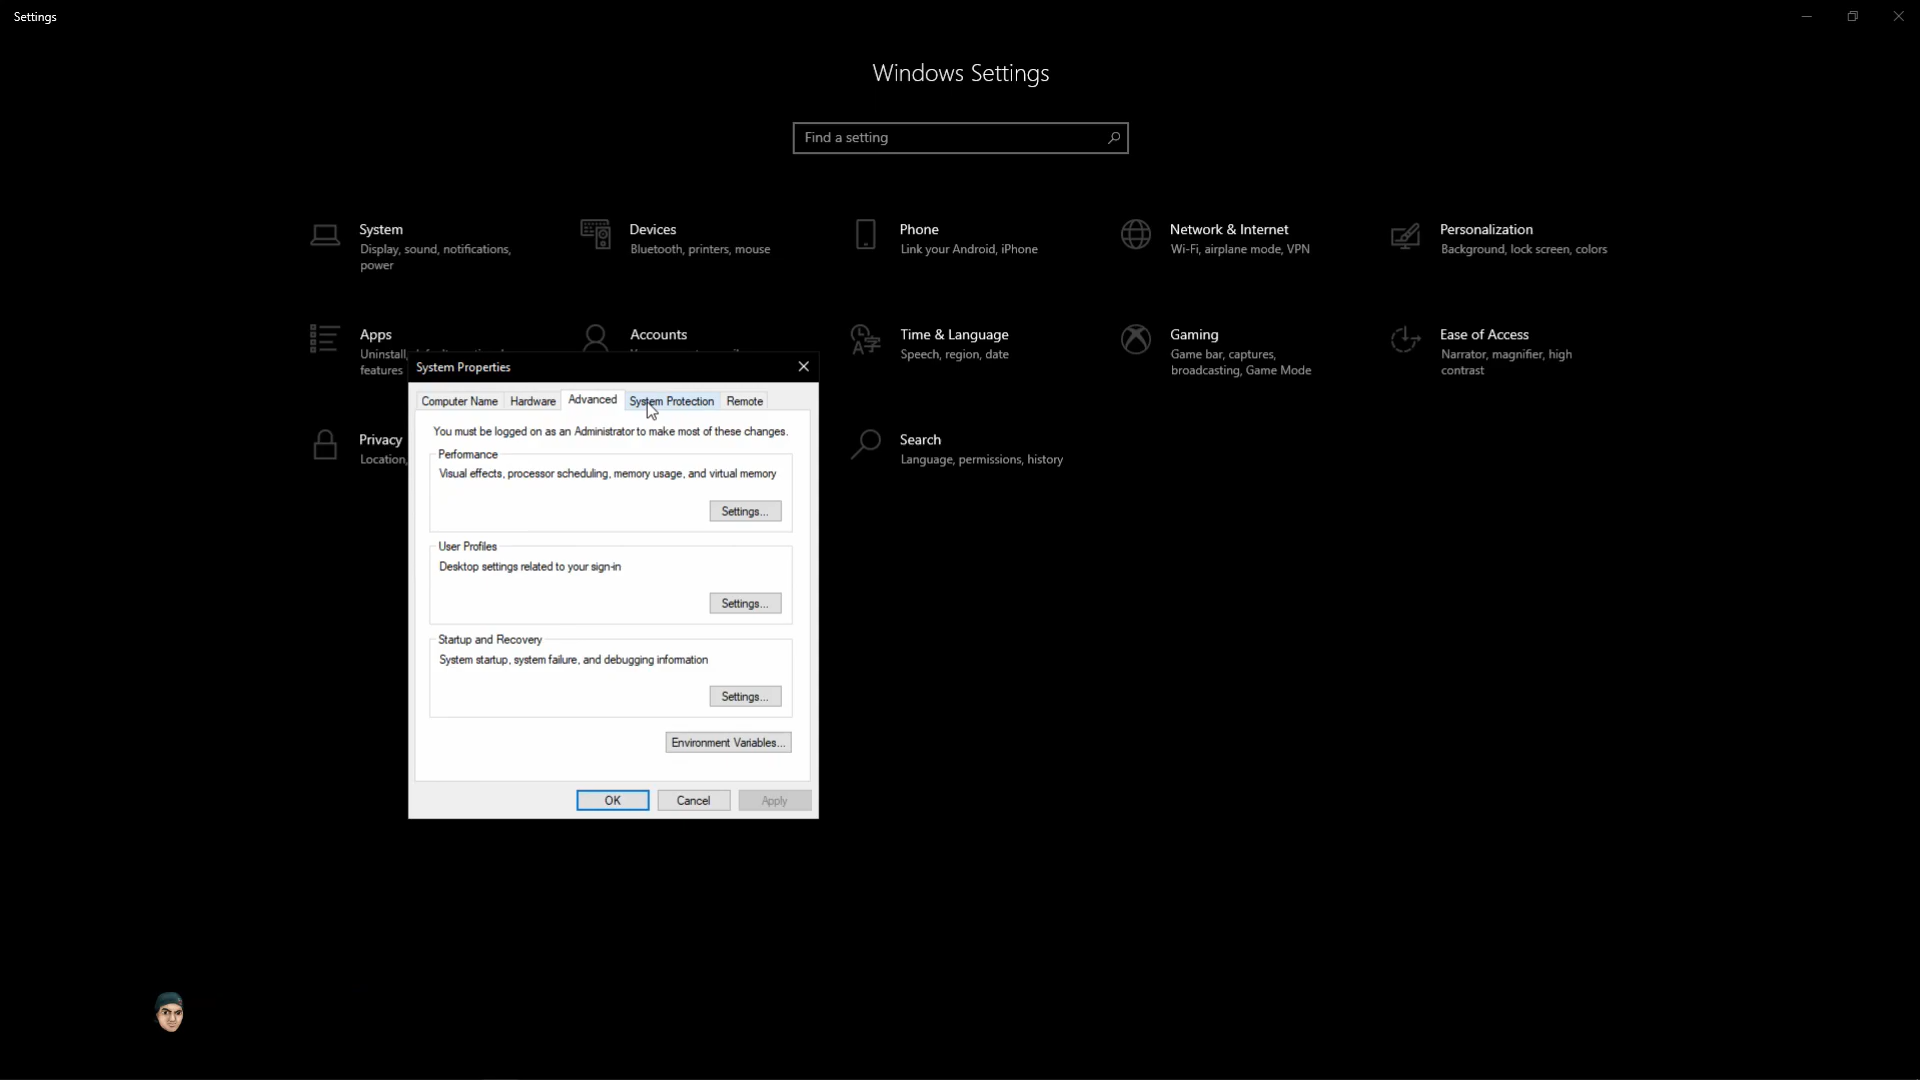 Settings
Windows Settings
Find a setting
System
Display, sound, notifications,
power
Devices
Bluetooth, printers, mouse
Phone
Link your Android, iPhone
Network & Internet
Wi-Fi, airplane mode, VPN
Personalization
Background, lock screen, colors
Apps
Uninstall,
features
Accounts
Time & Language
Speech, region, date
Gaming
Game bar, captures,
broadcasting, Game Mode
Ease of Access
Narrator, magnifier, high
contrast
Privacy
Location,
Search
Language, permissions, history
System Properties
Computer Name
Hardware
Advanced
System Protection
Remote
You must be logged on as an Administrator to make most of these changes.
Performance
Visual effects, processor scheduling, memory usage, and virtual memory
Settings...
User Profiles
Desktop settings related to your sign-in
Settings...
Startup and Recovery
System startup, system failure, and debugging information
Settings...
Environment Variables...
OK
Cancel
Apply